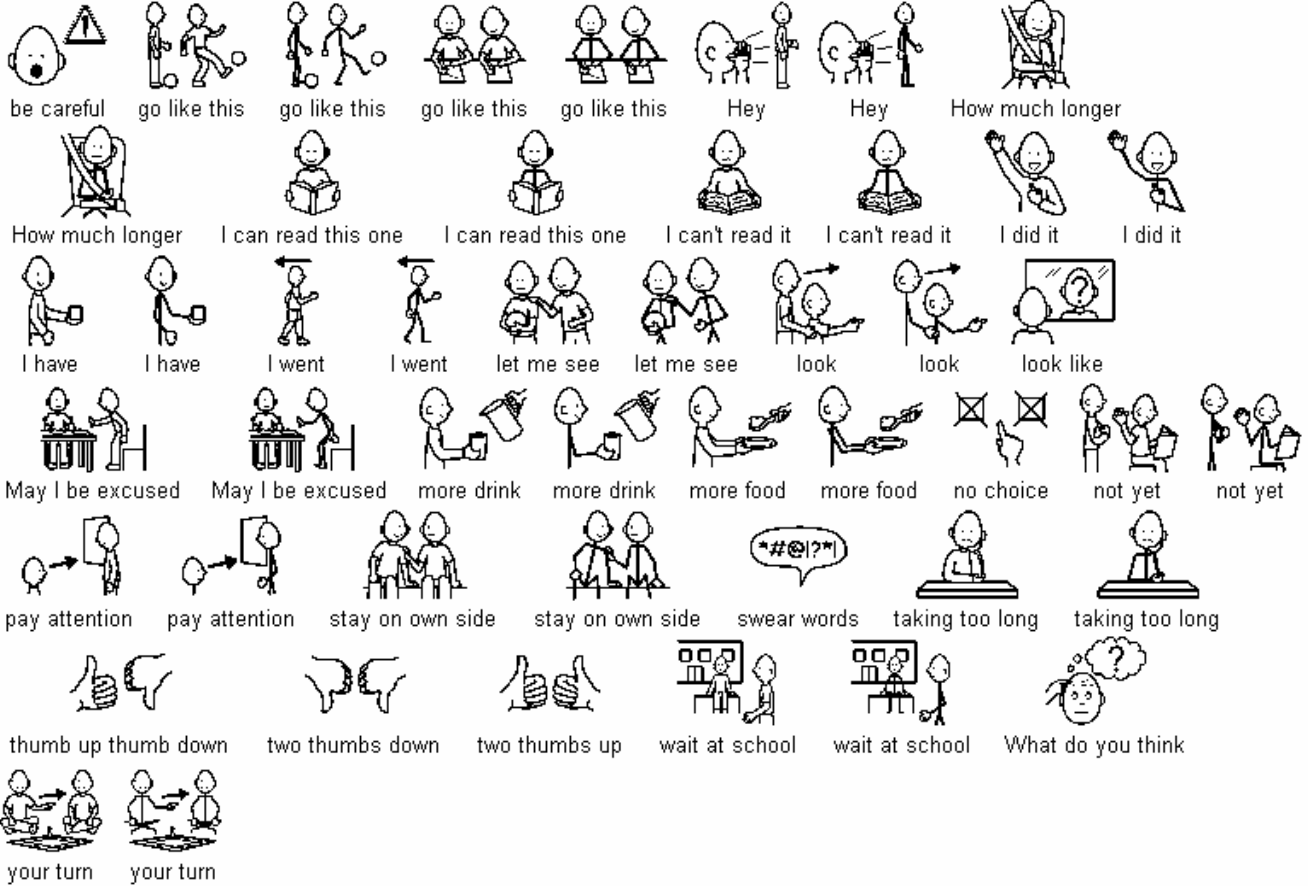 be careful go like this go like this go like this go like this Hey Hey How much longer
How much longer I can read this one I can read this one I can't read it I can't read it I did it I did it
I have I have I went I went let me see let me see look look look like
May I be excused May I be excused more drink more drink more food more food no choice not yet not yet
*#@!?*!
pay attention pay attention stay on own side stay on own side swear words taking too long taking too long
?
thumb up thumb down two thumbs down two thumbs up wait at school wait at school What do you think
your turn your turn